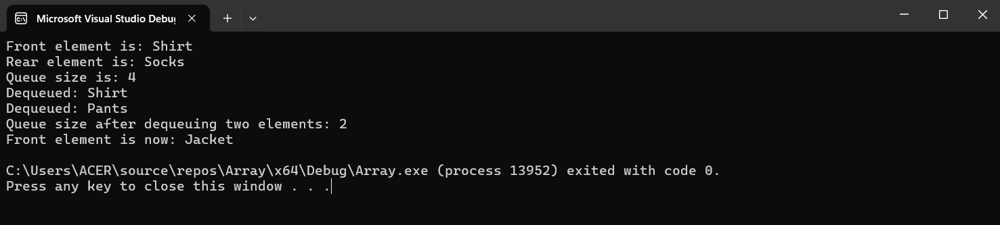 Microsoft Visual Studio Debu
Front element is: Shirt
Rear element is: Socks
Queue size is: 4
Dequeued: Shirt
Dequeued: Pants
Queue size after dequeuing two elements: 2
Front element is now: Jacket
C:\Users\ACER\source\repos\Array\x64\Debug\Array.exe (process 13952) exited with code 0.
Press any key to close this window . . .